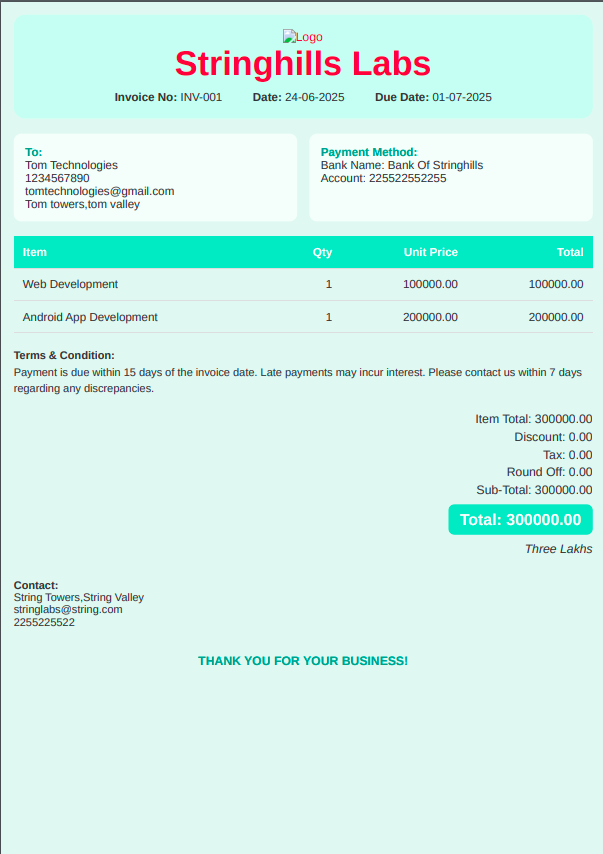 Logo
Stringhills Labs
Invoice No: INV-001 Date: 24-06-2025 Due Date: 01-07-2025
To:
Tom Technologies
1234567890
tomtechnologies@gmail.com
Tom towers,tom valley
Payment Method:
Bank Name: Bank Of Stringhills
Account: 225522552255
Item Qty Unit Price Total
Web Development 1 100000.00 100000.00
Android App Development 1 200000.00 200000.00
Terms & Condition:
Payment is due within 15 days of the invoice date. Late payments may incur interest. Please contact us within 7 days
regarding any discrepancies.
Item Total: 300000.00
Discount: 0.00
Tax: 0.00
Round Off: 0.00
Sub-Total: 300000.00
Total: 300000.00
Three Lakhs
Contact:
String Towers,String Valley
stringlabs@string.com
2255225522
THANK YOU FOR YOUR BUSINESS!